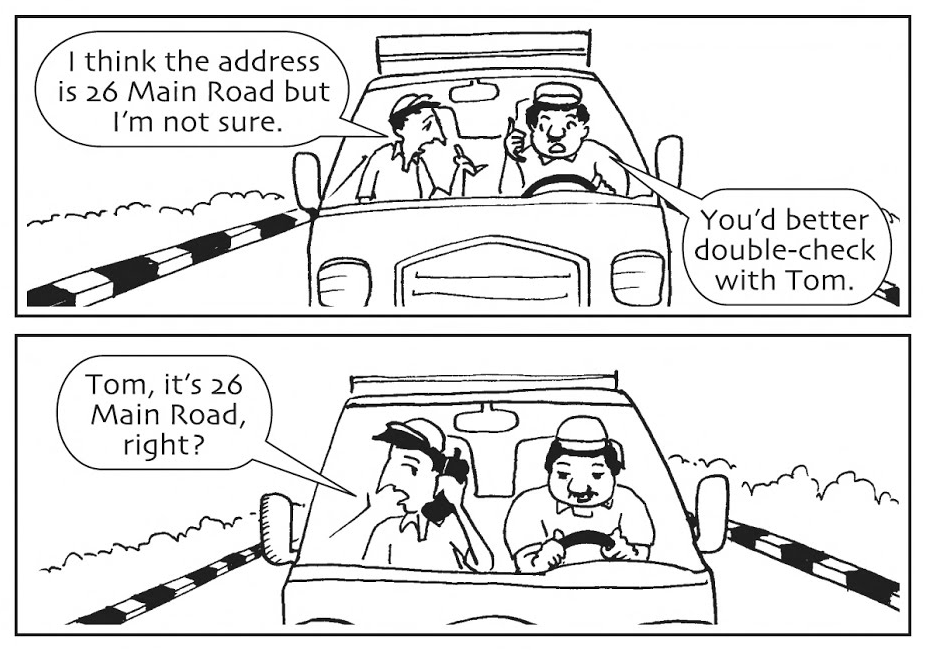 I think the address
is 26 Main Road but
I'm not sure.
You'd better
double-check
with Tom.
Tom, it's 26
Main Road,
right?